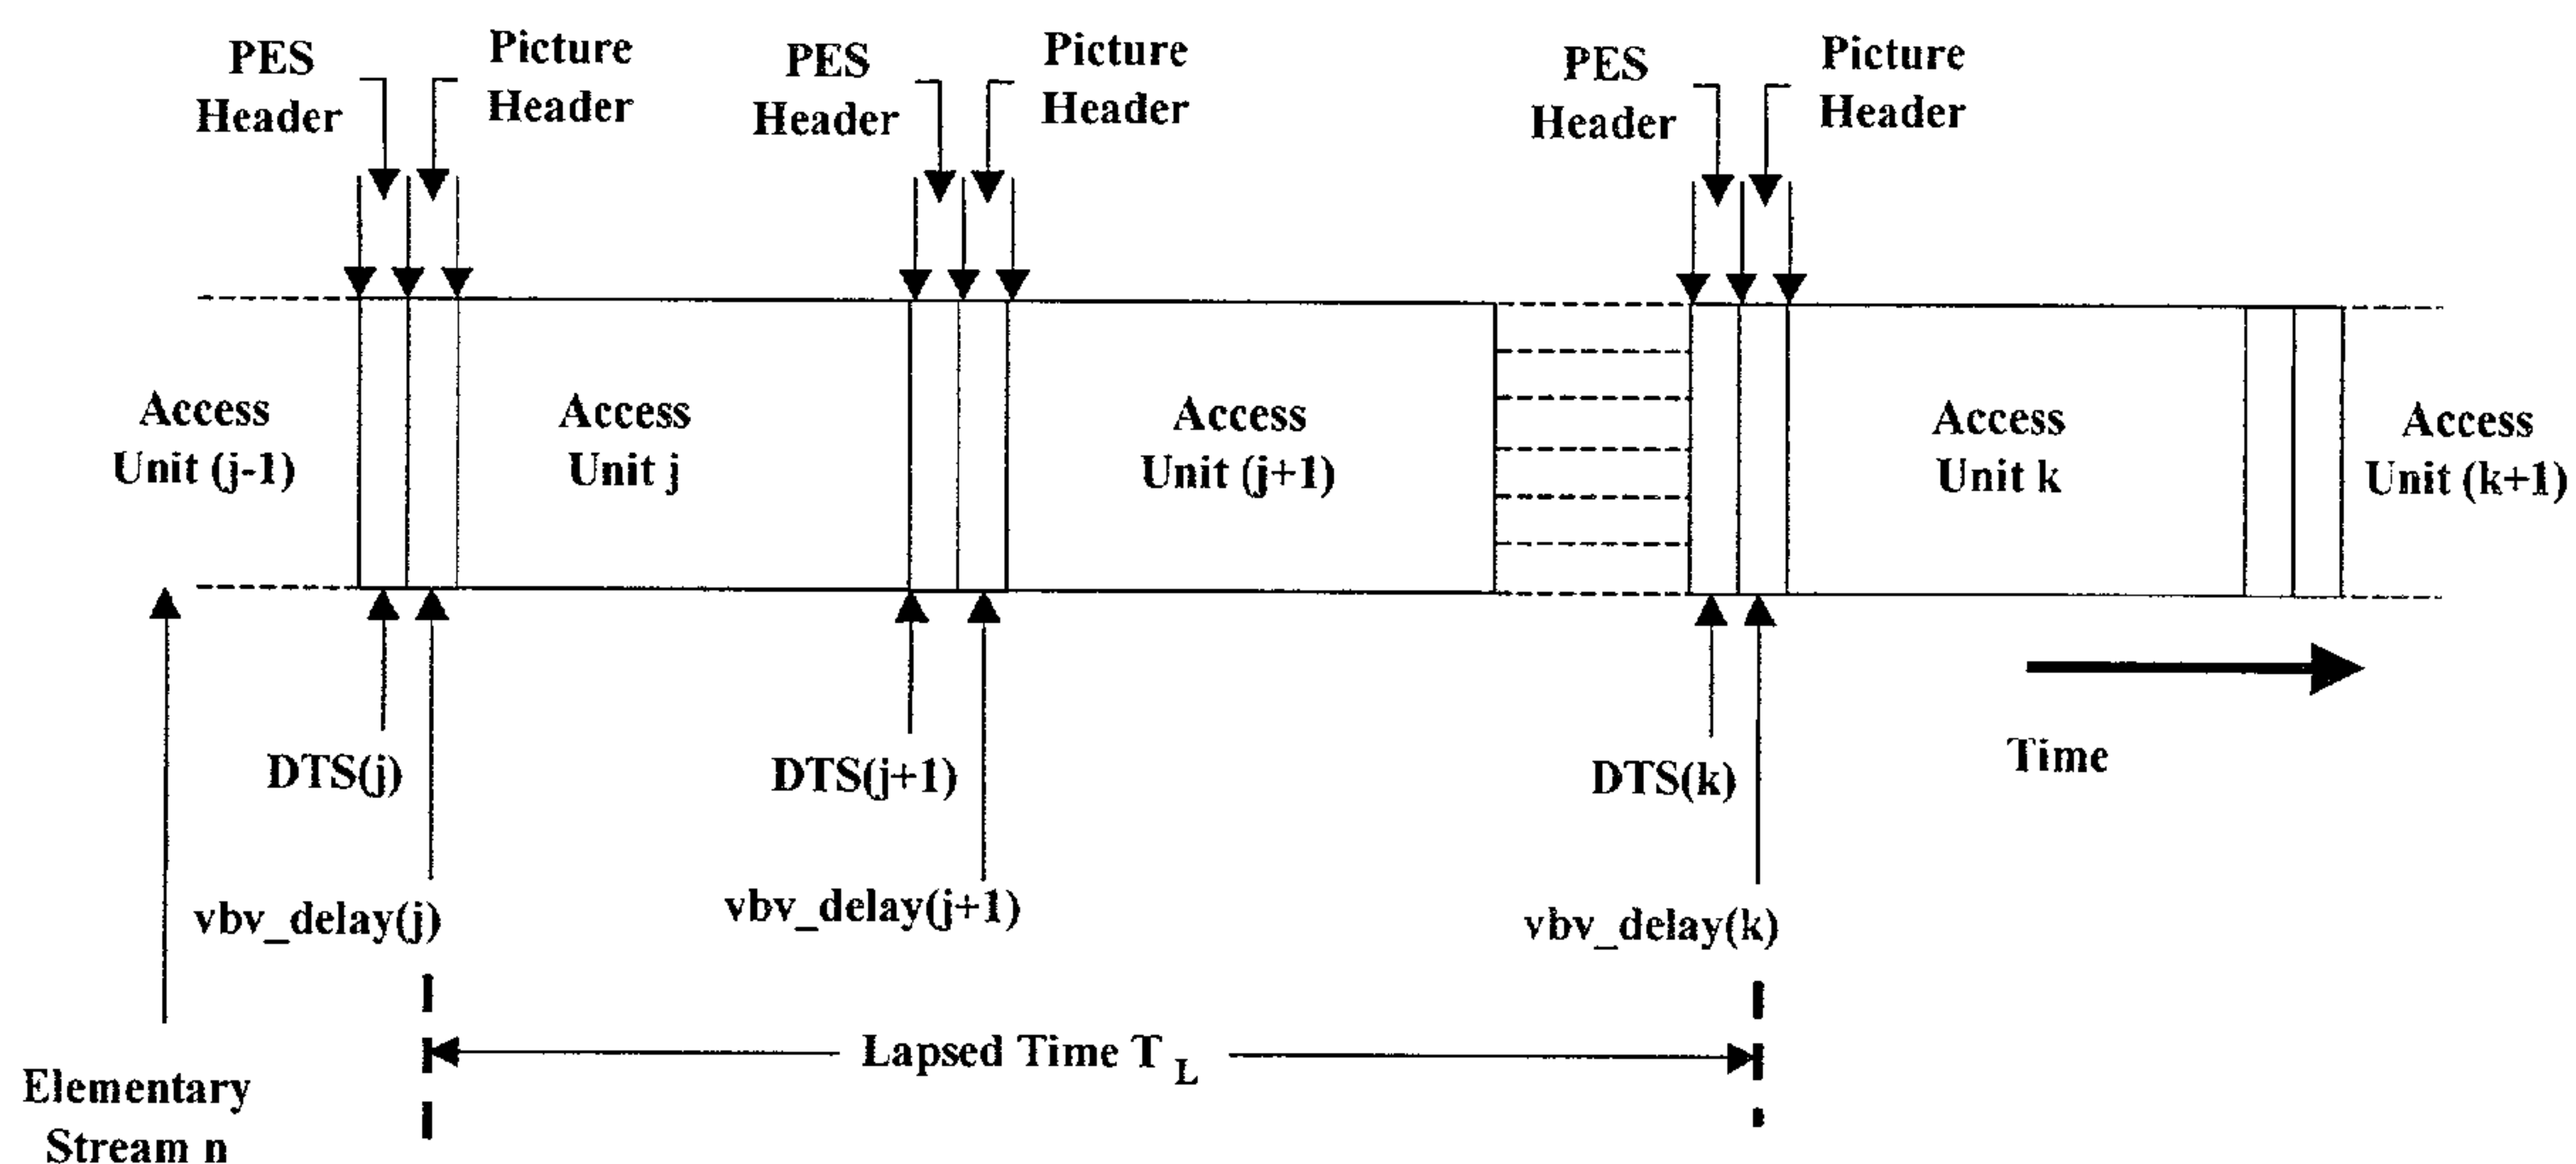 PES
Header
Picture
Header
PES
Header
Picture
Header
PES
Header
Picture
Header
Access
Unit (j-1)
Access
Unit j
Access
Unit (j+1)
Access
Unit k
Access
Unit (k+1)
DTS(j)
DTS(j+1)
DTS(k)
Time
vbv_delay(j)
vbv_delay(j+1)
vbv_delay(k)
Lapsed Time T L
Elementary
Stream n